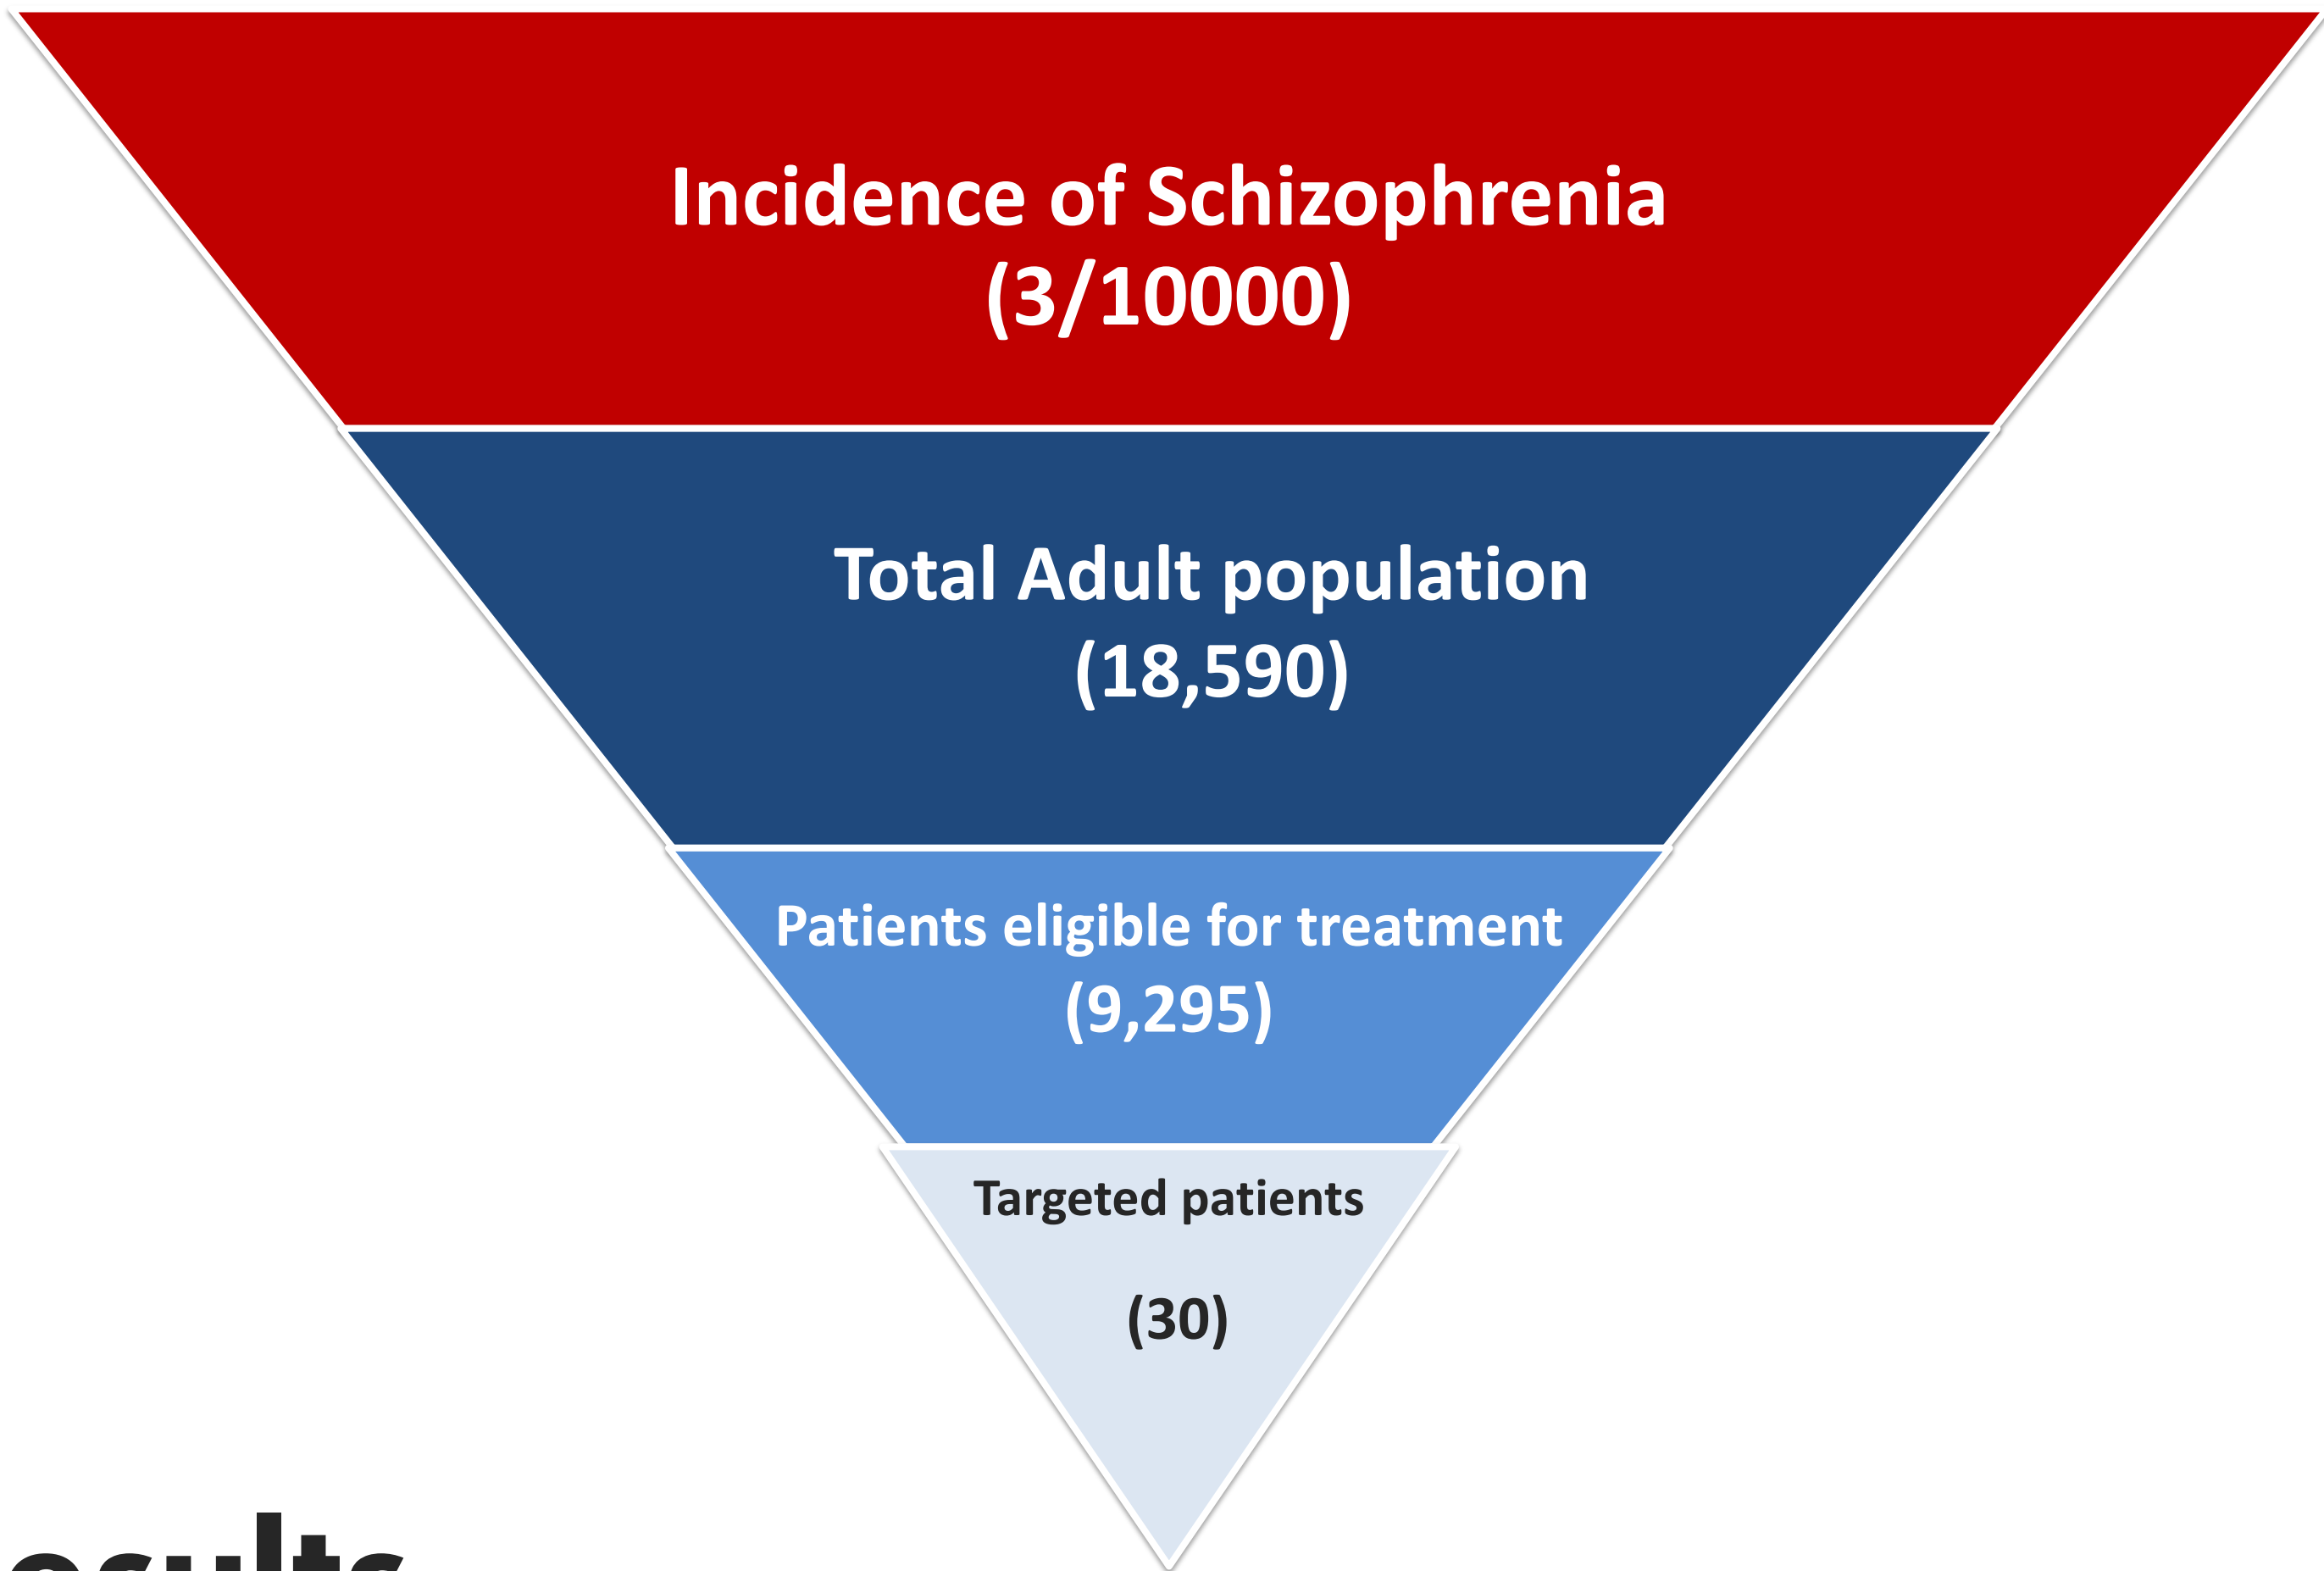 Incidence of Schizophrenia
(3/10000)
Total Adult population
(18,590)
Patients eligible for treatment
(9,295)
Targeted patients
(30)